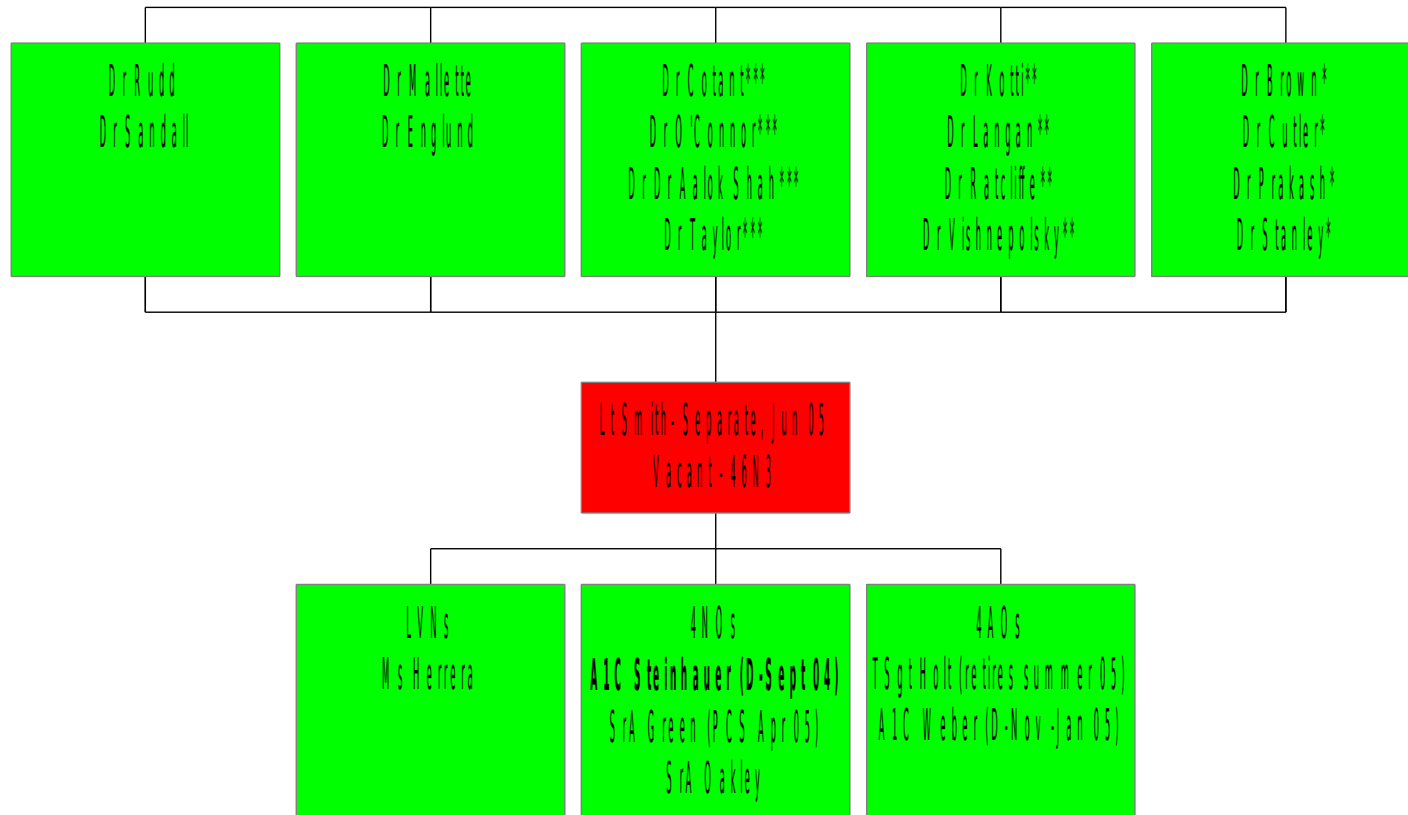 Dr Rudd
Dr Sandall
Dr Mallette
Dr Englund
Dr Cotant***
Dr O'Connor***
Dr Dr Aalok Shah***
Dr Taylor***
Dr Kotti**
Dr Langan**
Dr Ratcliffe**
Dr Vishnepolsky**
Dr Brown*
Dr Cutler*
Dr Prakash*
Dr Stanley*
Lt Smith- Separate, Jun 05
Vacant - 46N3
LVNs
Ms Herrera
4NOs
A1C Steinhauer (D-Sept 04)
SrA Green (PCS Apr 05)
SrA Oakley
4AOs
TSgt Holt (retires summer 05)
A1C Weber (D-Nov -Jan 05)